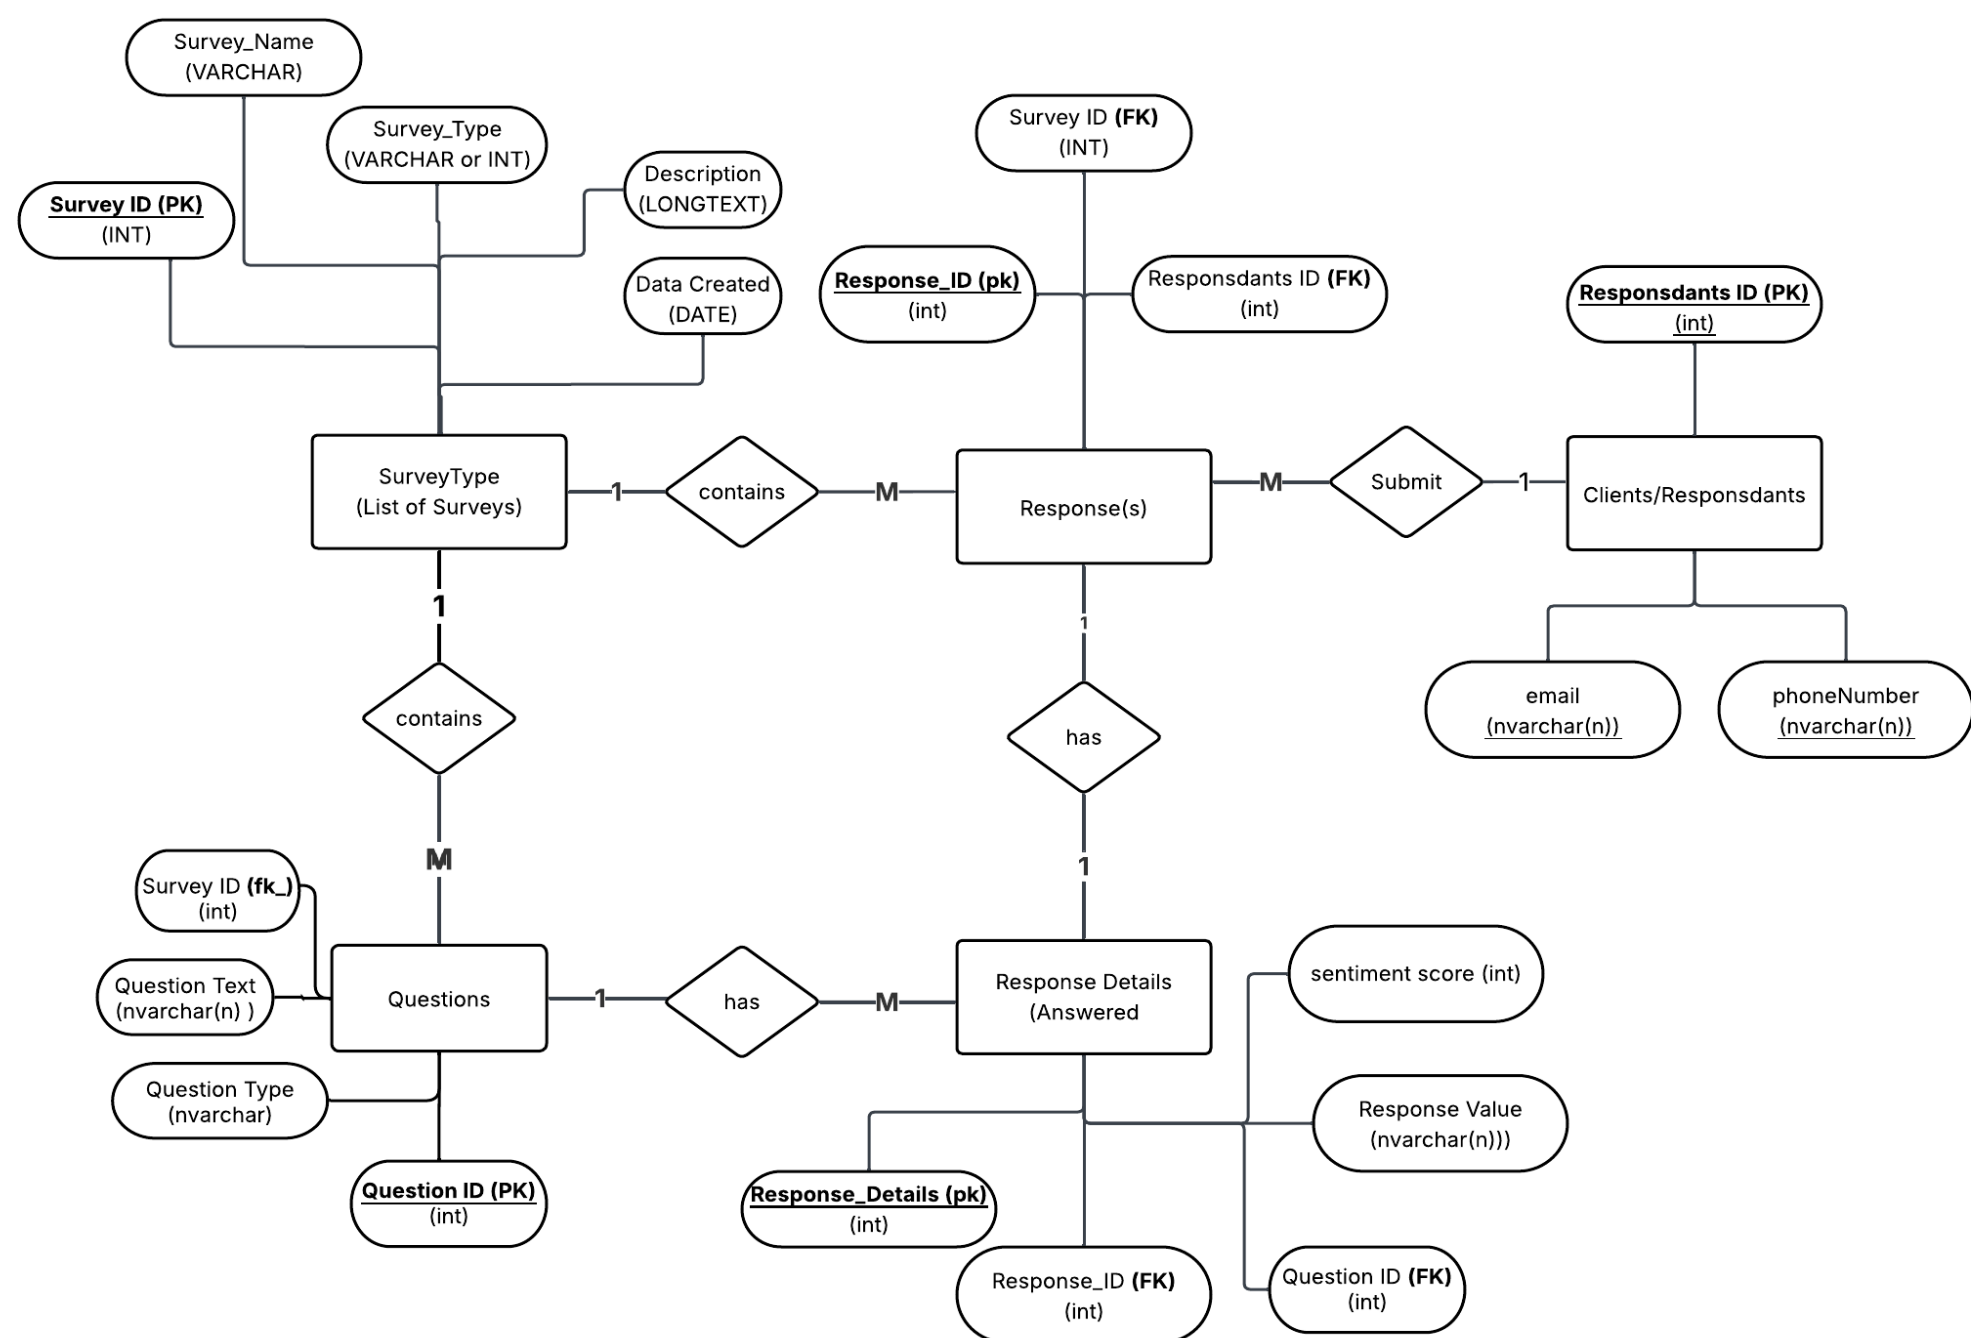 Survey_Name
(VARCHAR)
Survey_Type
(VARCHAR or INT)
Description
(LONGTEXT)
Survey ID (PK)
(INT)
Data Created
(DATE)
Survey ID (FK)
(INT)
Response_ID (pk)
(int)
Responsdants ID (FK)
(int)
Responsdants ID (PK)
(int)
SurveyType
(List of Surveys)
1
contains
M
Response(s)
M
Submit
1
Clients/Responsdants
1
contains
M
1
has
1
email
(nvarchar(n))
phoneNumber
(nvarchar(n))
Survey ID (fk_)
(int)
Question Text
(nvarchar(n) )
Question Type
(nvarchar)
Question ID (PK)
(int)
Questions
1
has
M
Response Details
(Answered
sentiment score (int)
Response Value
(nvarchar(n)))
Response_Details (pk)
(int)
Response_ID (FK)
(int)
Question ID (FK)
(int)